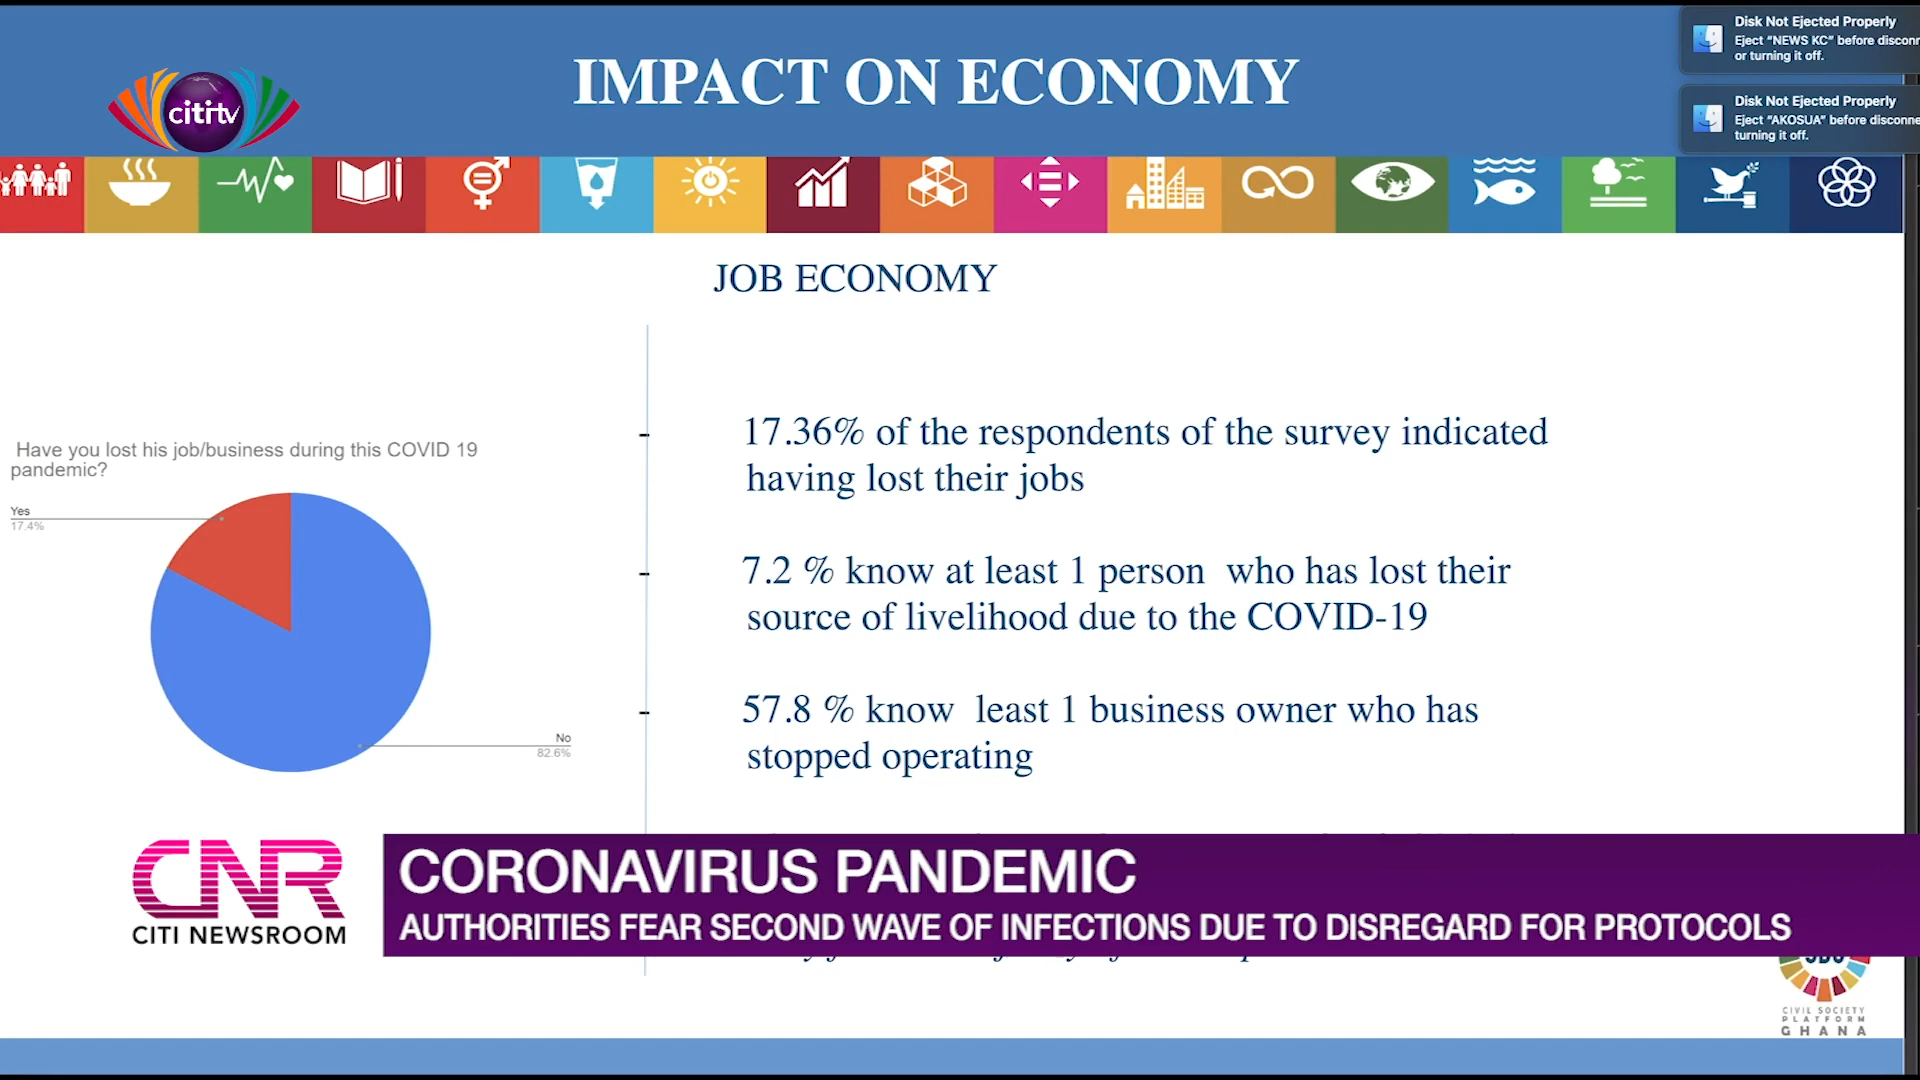 IMPACT ON ECONOMY
citi tv
Disk Not Ejected Properly
Eject “NEWS KC” before
or turning it off.
Disk Not Ejected Properly
Eject “AKOSUA” before
turning it off.
JOB ECONOMY
Have you lost his job/business during this COVID 19
pandemic?
Yes
17.4%
No
82.6%
17.36% of the respondents of the survey indicated
having lost their jobs
7.2 % know at least 1 person who has lost their
source of livelihood due to the COVID-19
57.8 % know least 1 business owner who has
stopped operating
CNR
CITI NEWSROOM
CORONAVIRUS PANDEMIC
AUTHORITIES FEAR SECOND WAVE OF INFECTIONS DUE TO DISREGARD FOR PROTOCOLS
CIVIL SOCIETY
PLATFORM
GHANA